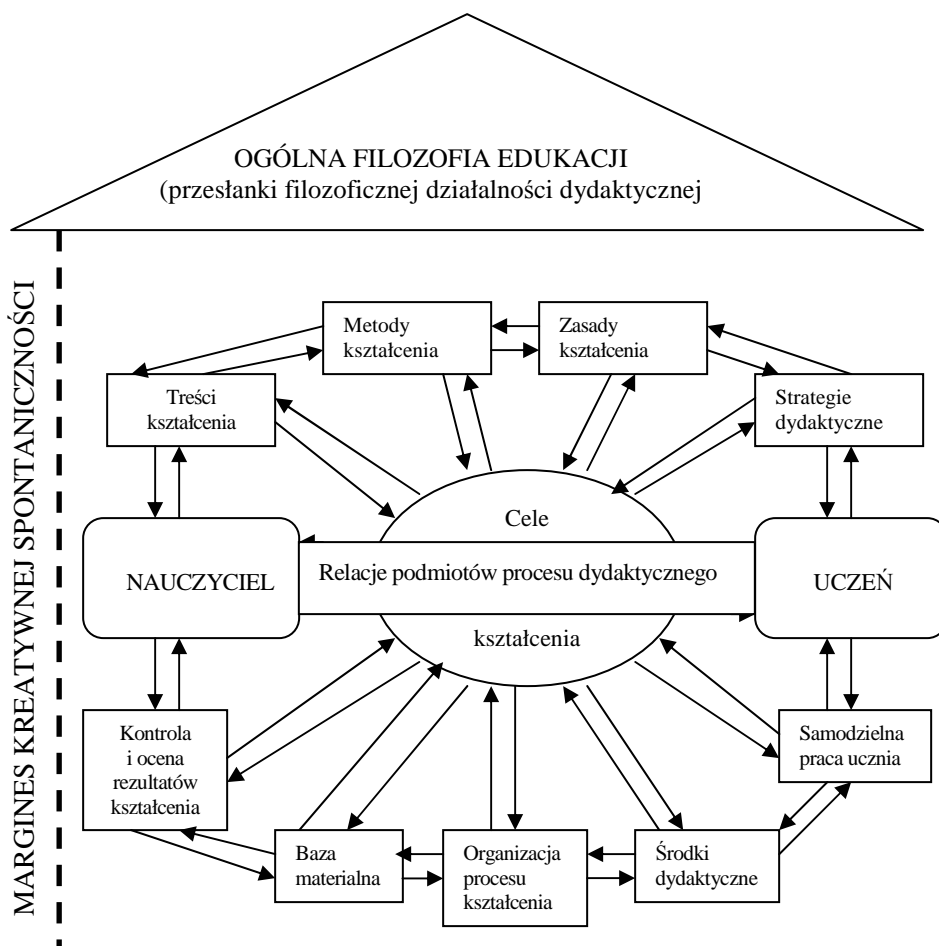 OGÓLNA FILOZOFIA EDUKACJI
(przesłanki filozoficznej działalności dydaktycznej
MARGINES KREATYWNEJ SPONTANICZNOŚCI
Metody
kształcenia
Zasady
kształcenia
Treści
kształcenia
Strategie
dydaktyczne
Cele
NAUCZYCIEL
Relacje podmiotów procesu dydaktycznego
UCZEŃ
kształcenia
Kontrola
i ocena
rezultatów
kształcenia
Samodzielna
praca ucznia
Baza
materialna
Organizacja
procesu
kształcenia
Środki
dydaktyczne